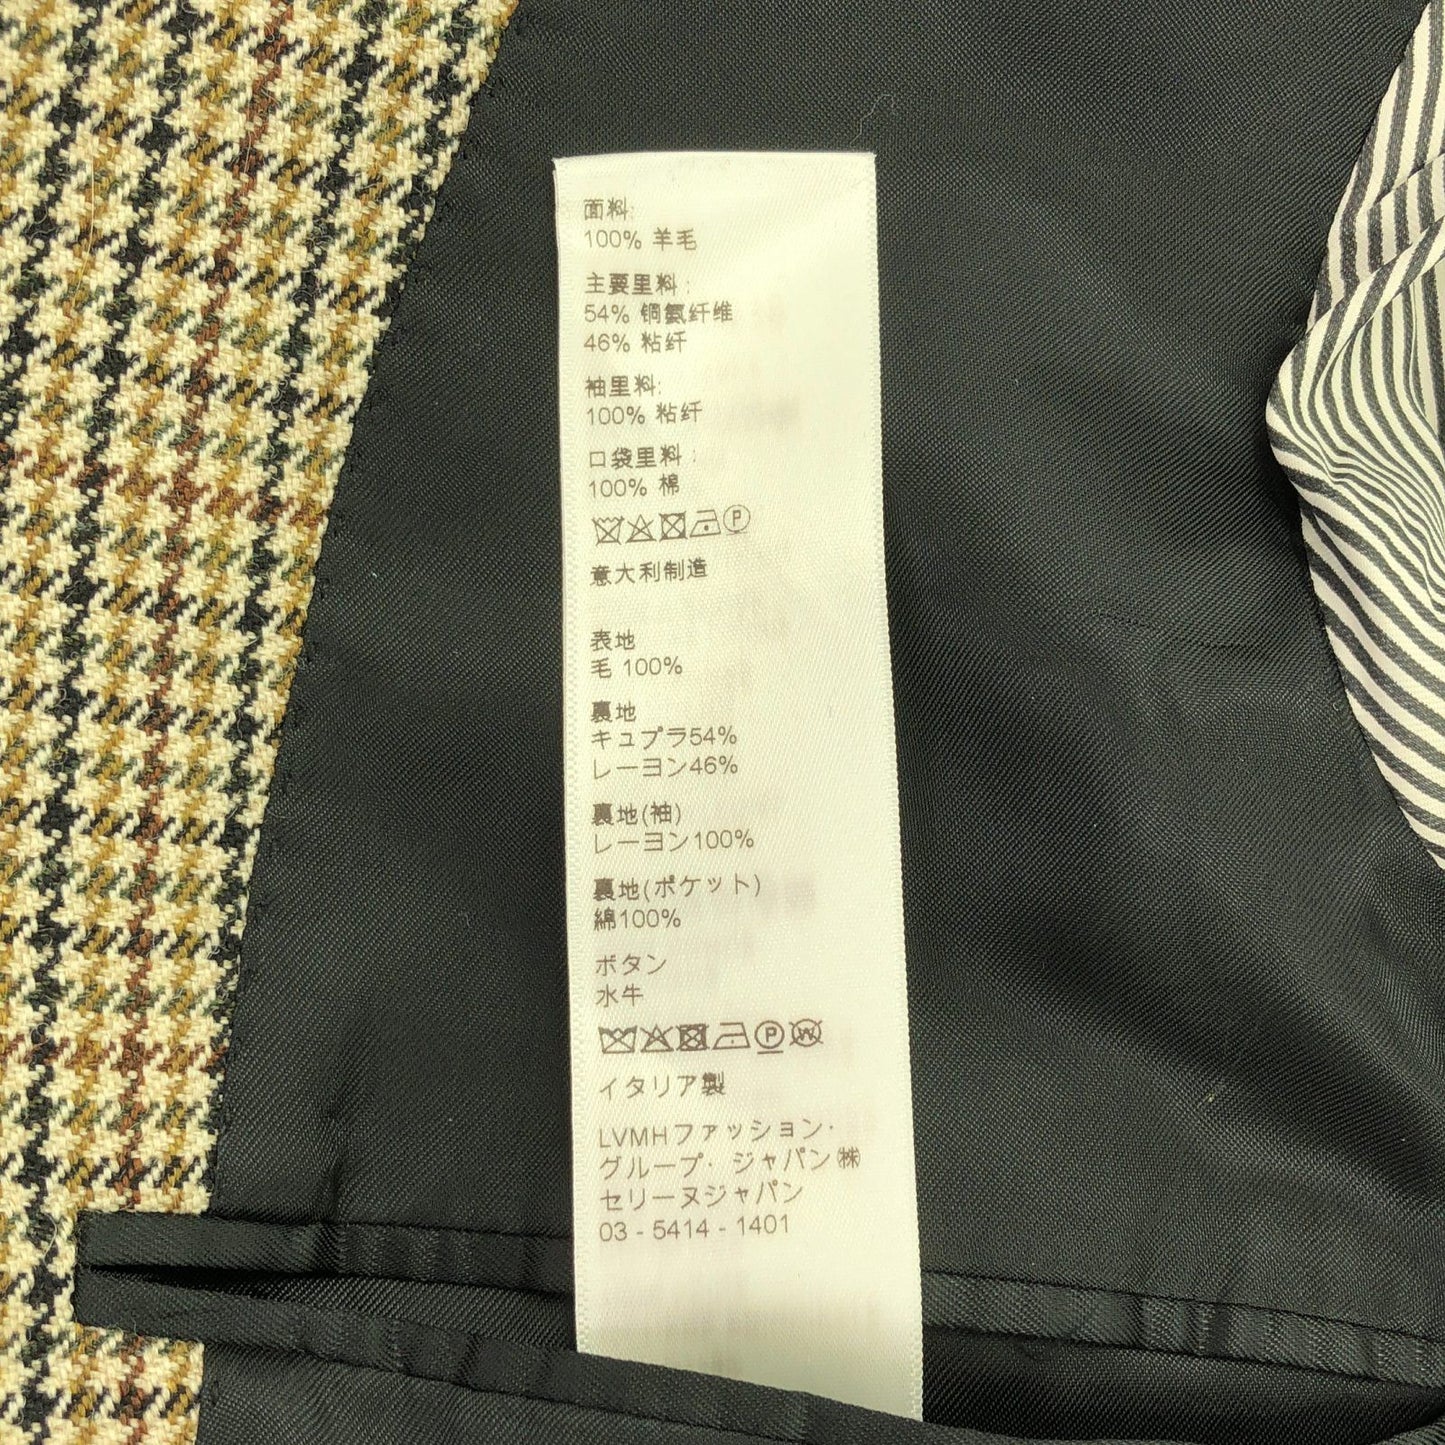 面料:
100% 羊毛
主要里料:
54% 铜氨纤维
46% 粘纤
袖里料:
100% 粘纤
口袋里料:
100% 棉
P
意大利制造
表地
毛 100%
裏地
キュプラ54%
レーヨン46%
裏地(袖)
レーヨン100%
裏地(ポケット)
綿100%
ボタン
水牛
P W
イタリア製
LVMHファッション・
グループ・ジャパン㈱
セリーヌジャパン
03 - 5414 - 1401